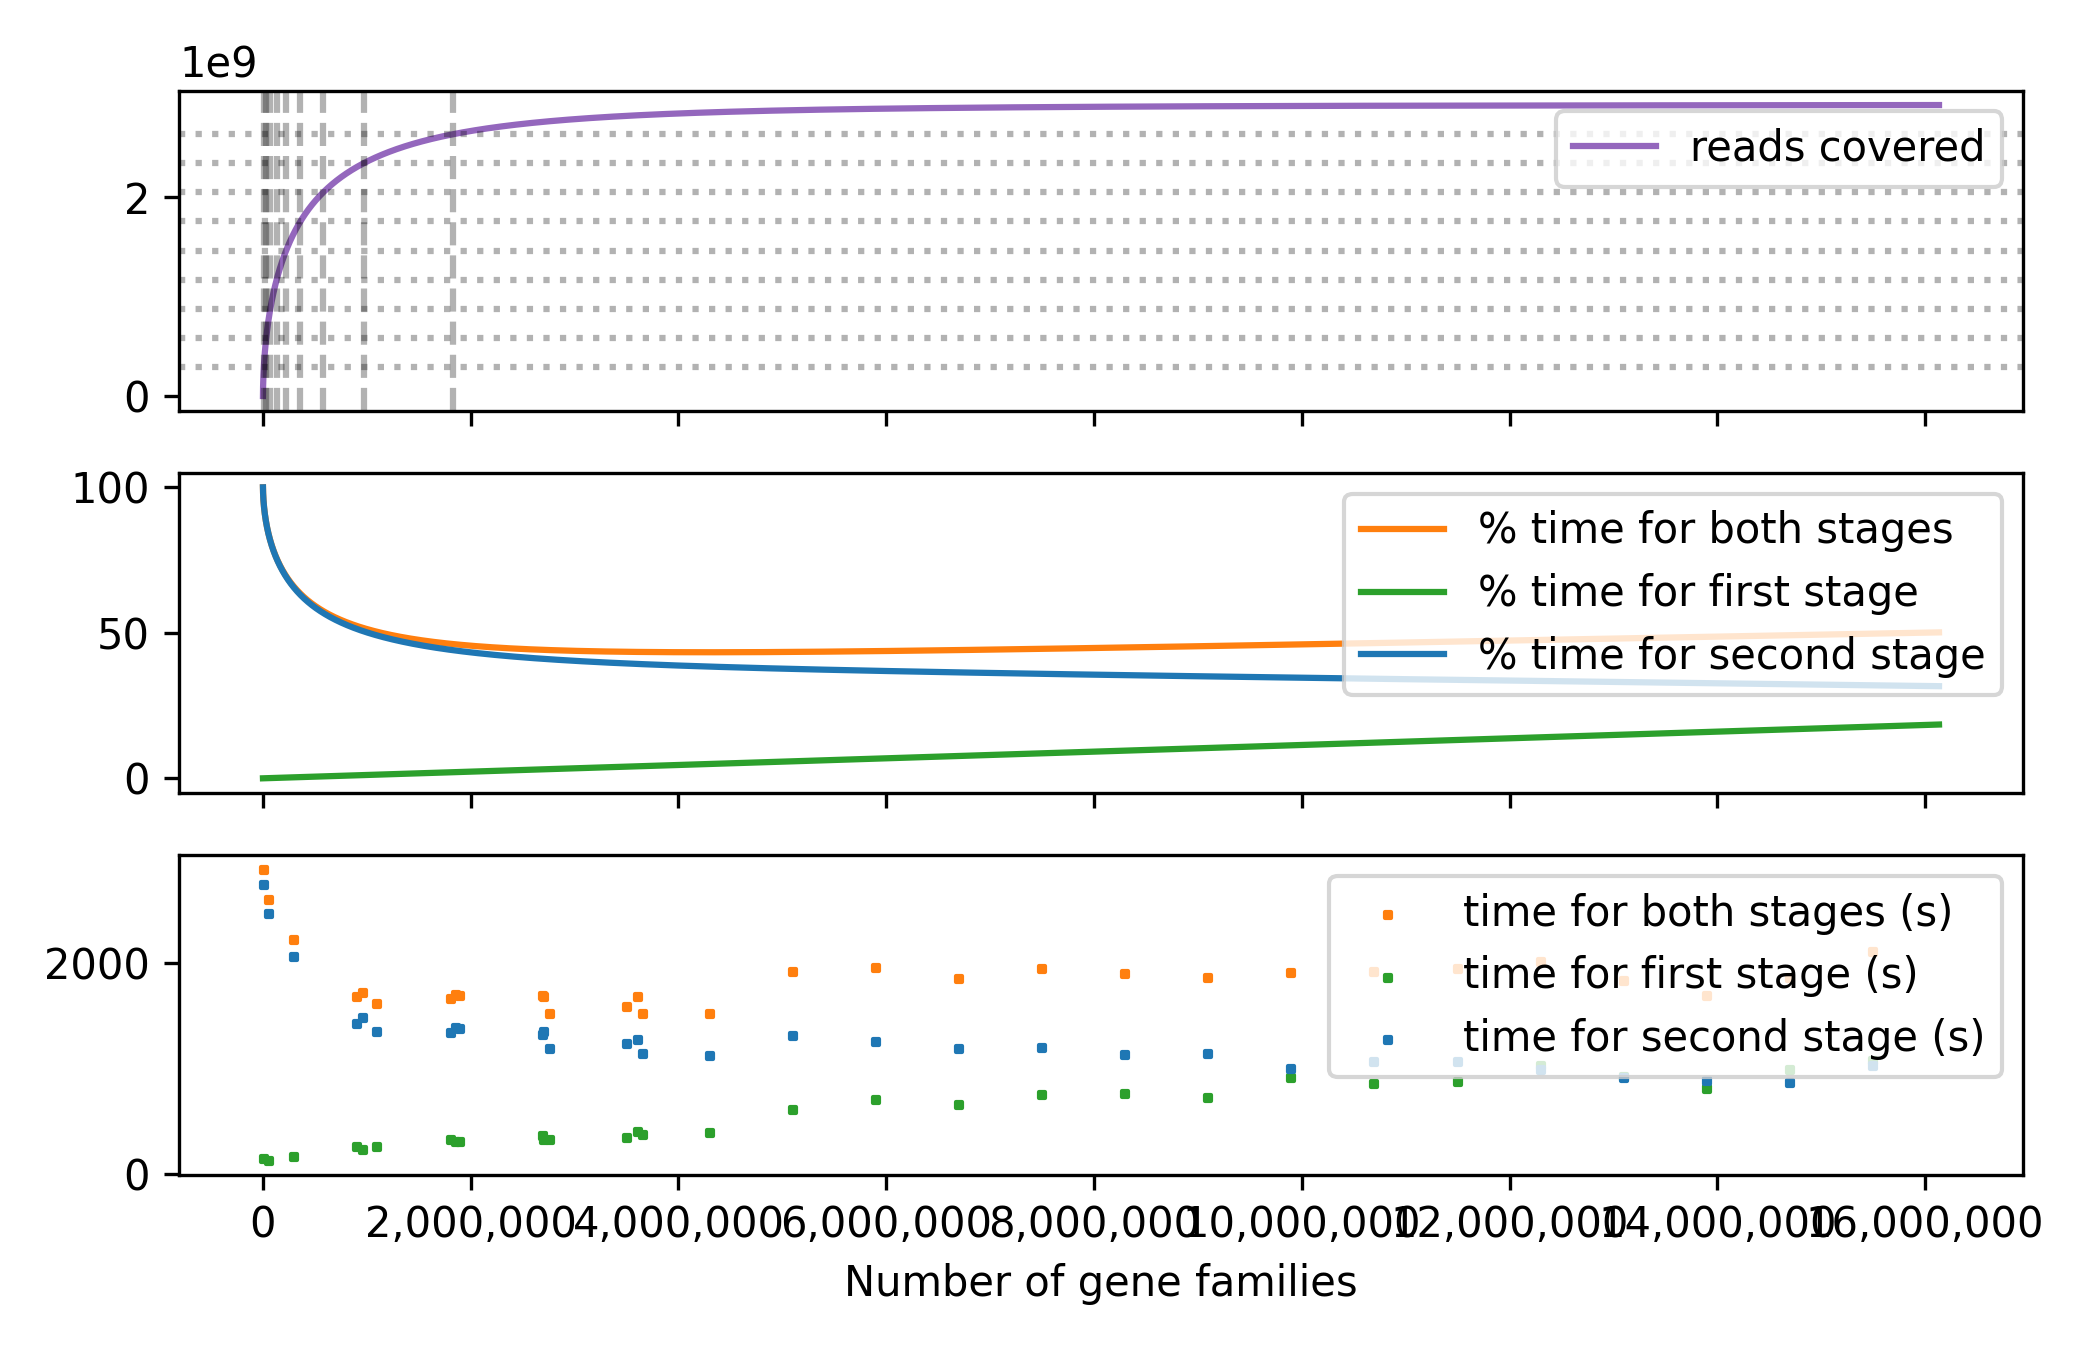 1e9
2
0
reads covered
100
50
0
% time for both stages
% time for first stage
% time for second stage
2000
0
time for both stages (s)
time for first stage (s)
time for second stage (s)
0 2,000,000 4,000,000 6,000,000 8,000,000 10,000,000 12,000,000 14,000,000 16,000,000
Number of gene families